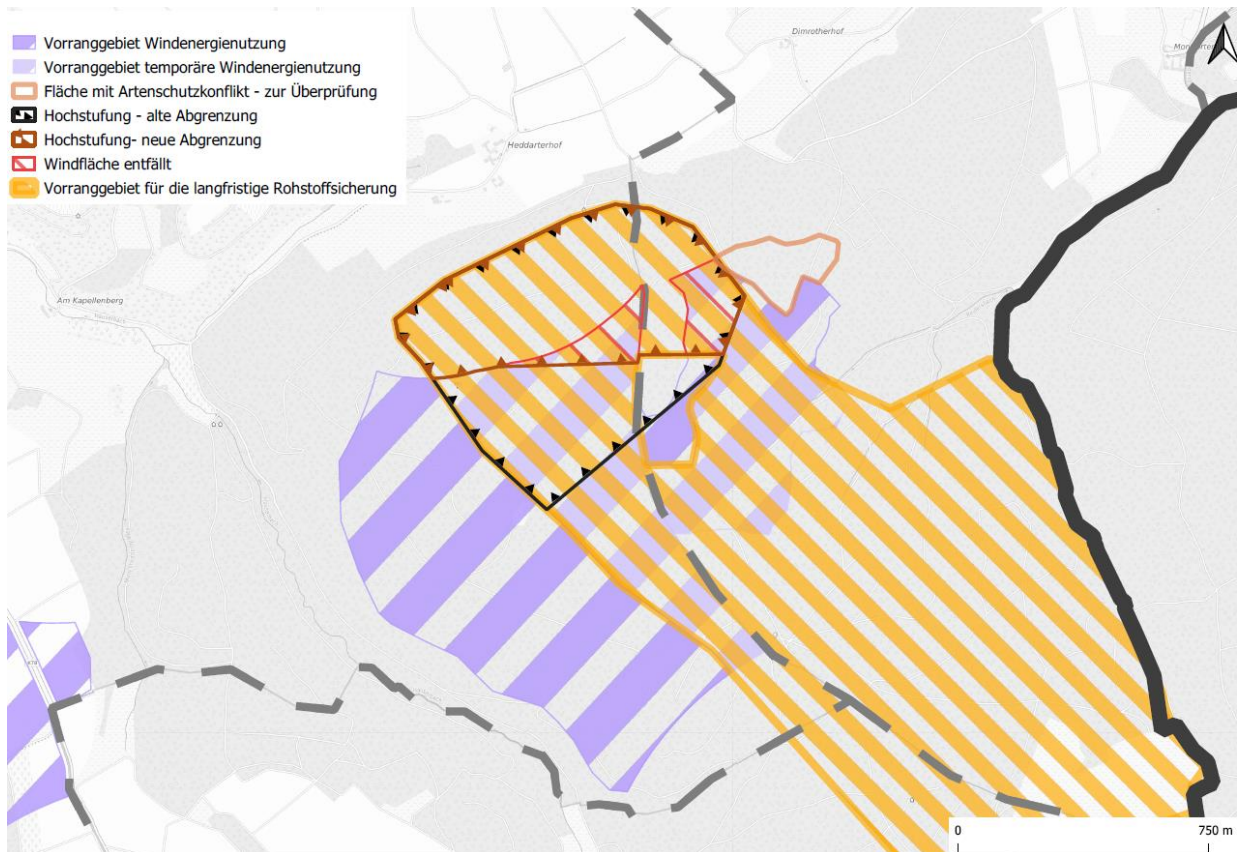 Vorranggebiet Windenergienutzung
Vorranggebiet temporäre Windenergienutzung
Fläche mit Artenschutzkonflikt - zur Überprüfung
Hochstufung - alte Abgrenzung
Hochstufung- neue Abgrenzung
Windfläche entfällt
Vorranggebiet für die langfristige Rohstoffsicherung
Dimrotherhof
Heddarterhof
Am Kapellenberg
0
750 m